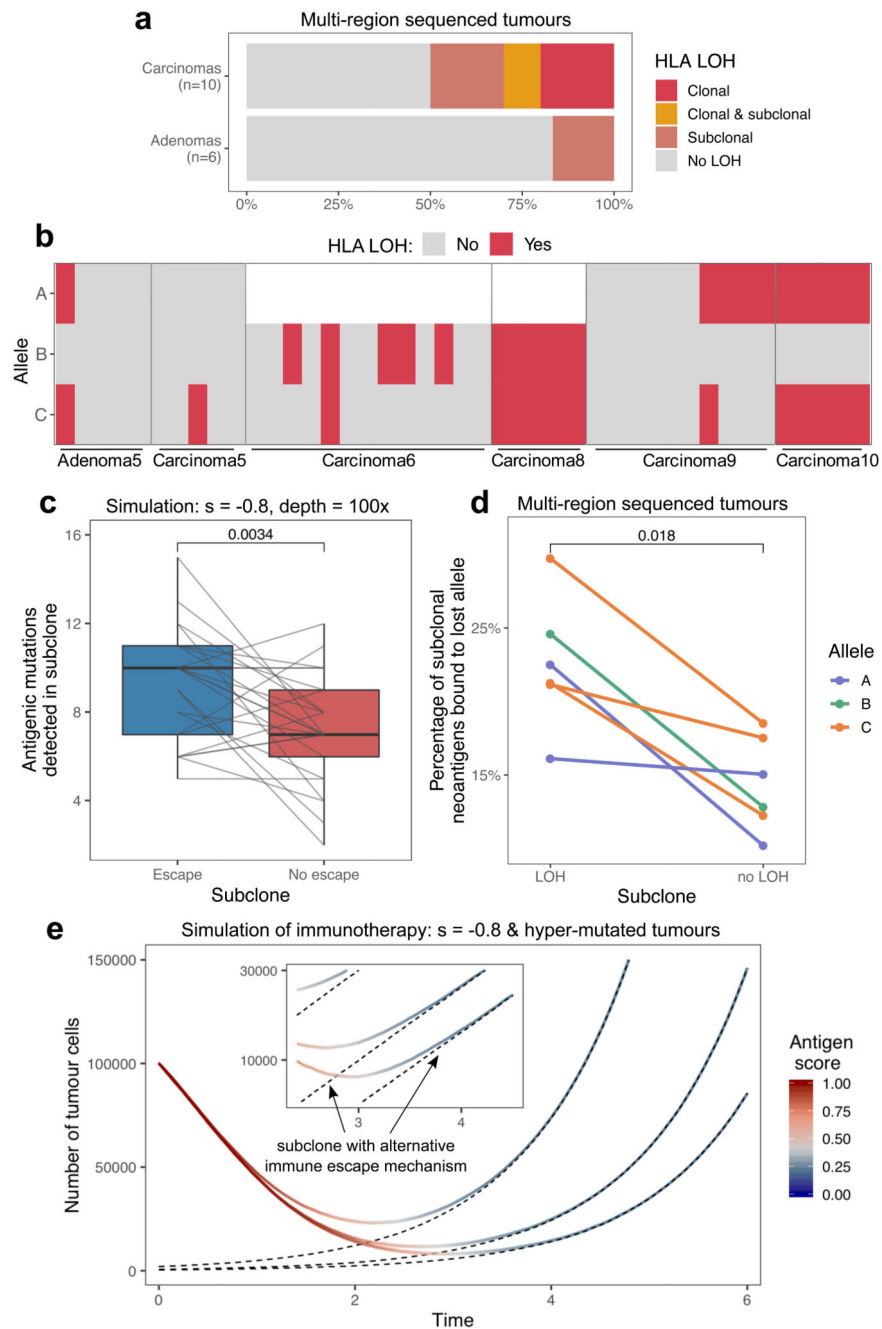 a
Multi-region sequenced tumours
Carcinomas
(n=10)
Adenomas
(n=6)
0%
25%
50%
75%
100%
HLA LOH
Clonal
Clonal & subclonal
Subclonal
No LOH
b
HLA LOH:
No
Yes
Allele
A
B
C
Adenoma5
Carcinoma5
Carcinoma6
Carcinoma8
Carcinoma9
Carcinoma10
c
Simulation: s = -0.8, depth = 100x
0.0034
Antigenic mutations
detected in subclone
16
12
8
4
Escape
No escape
Subclone
d
Multi-region sequenced tumours
0.018
Percentage of subclonal
neoantigens bound to lost allele
25%
15%
LOH
no LOH
Subclone
Allele
A
B
C
e
Simulation of immunotherapy: s = -0.8 & hyper-mutated tumours
Number of tumour cells
150000
100000
50000
0
30000
10000
3
4
subclone with alternative
immune escape mechanism
0
2
4
6
Time
Antigen
score
1.00
0.75
0.50
0.25
0.00